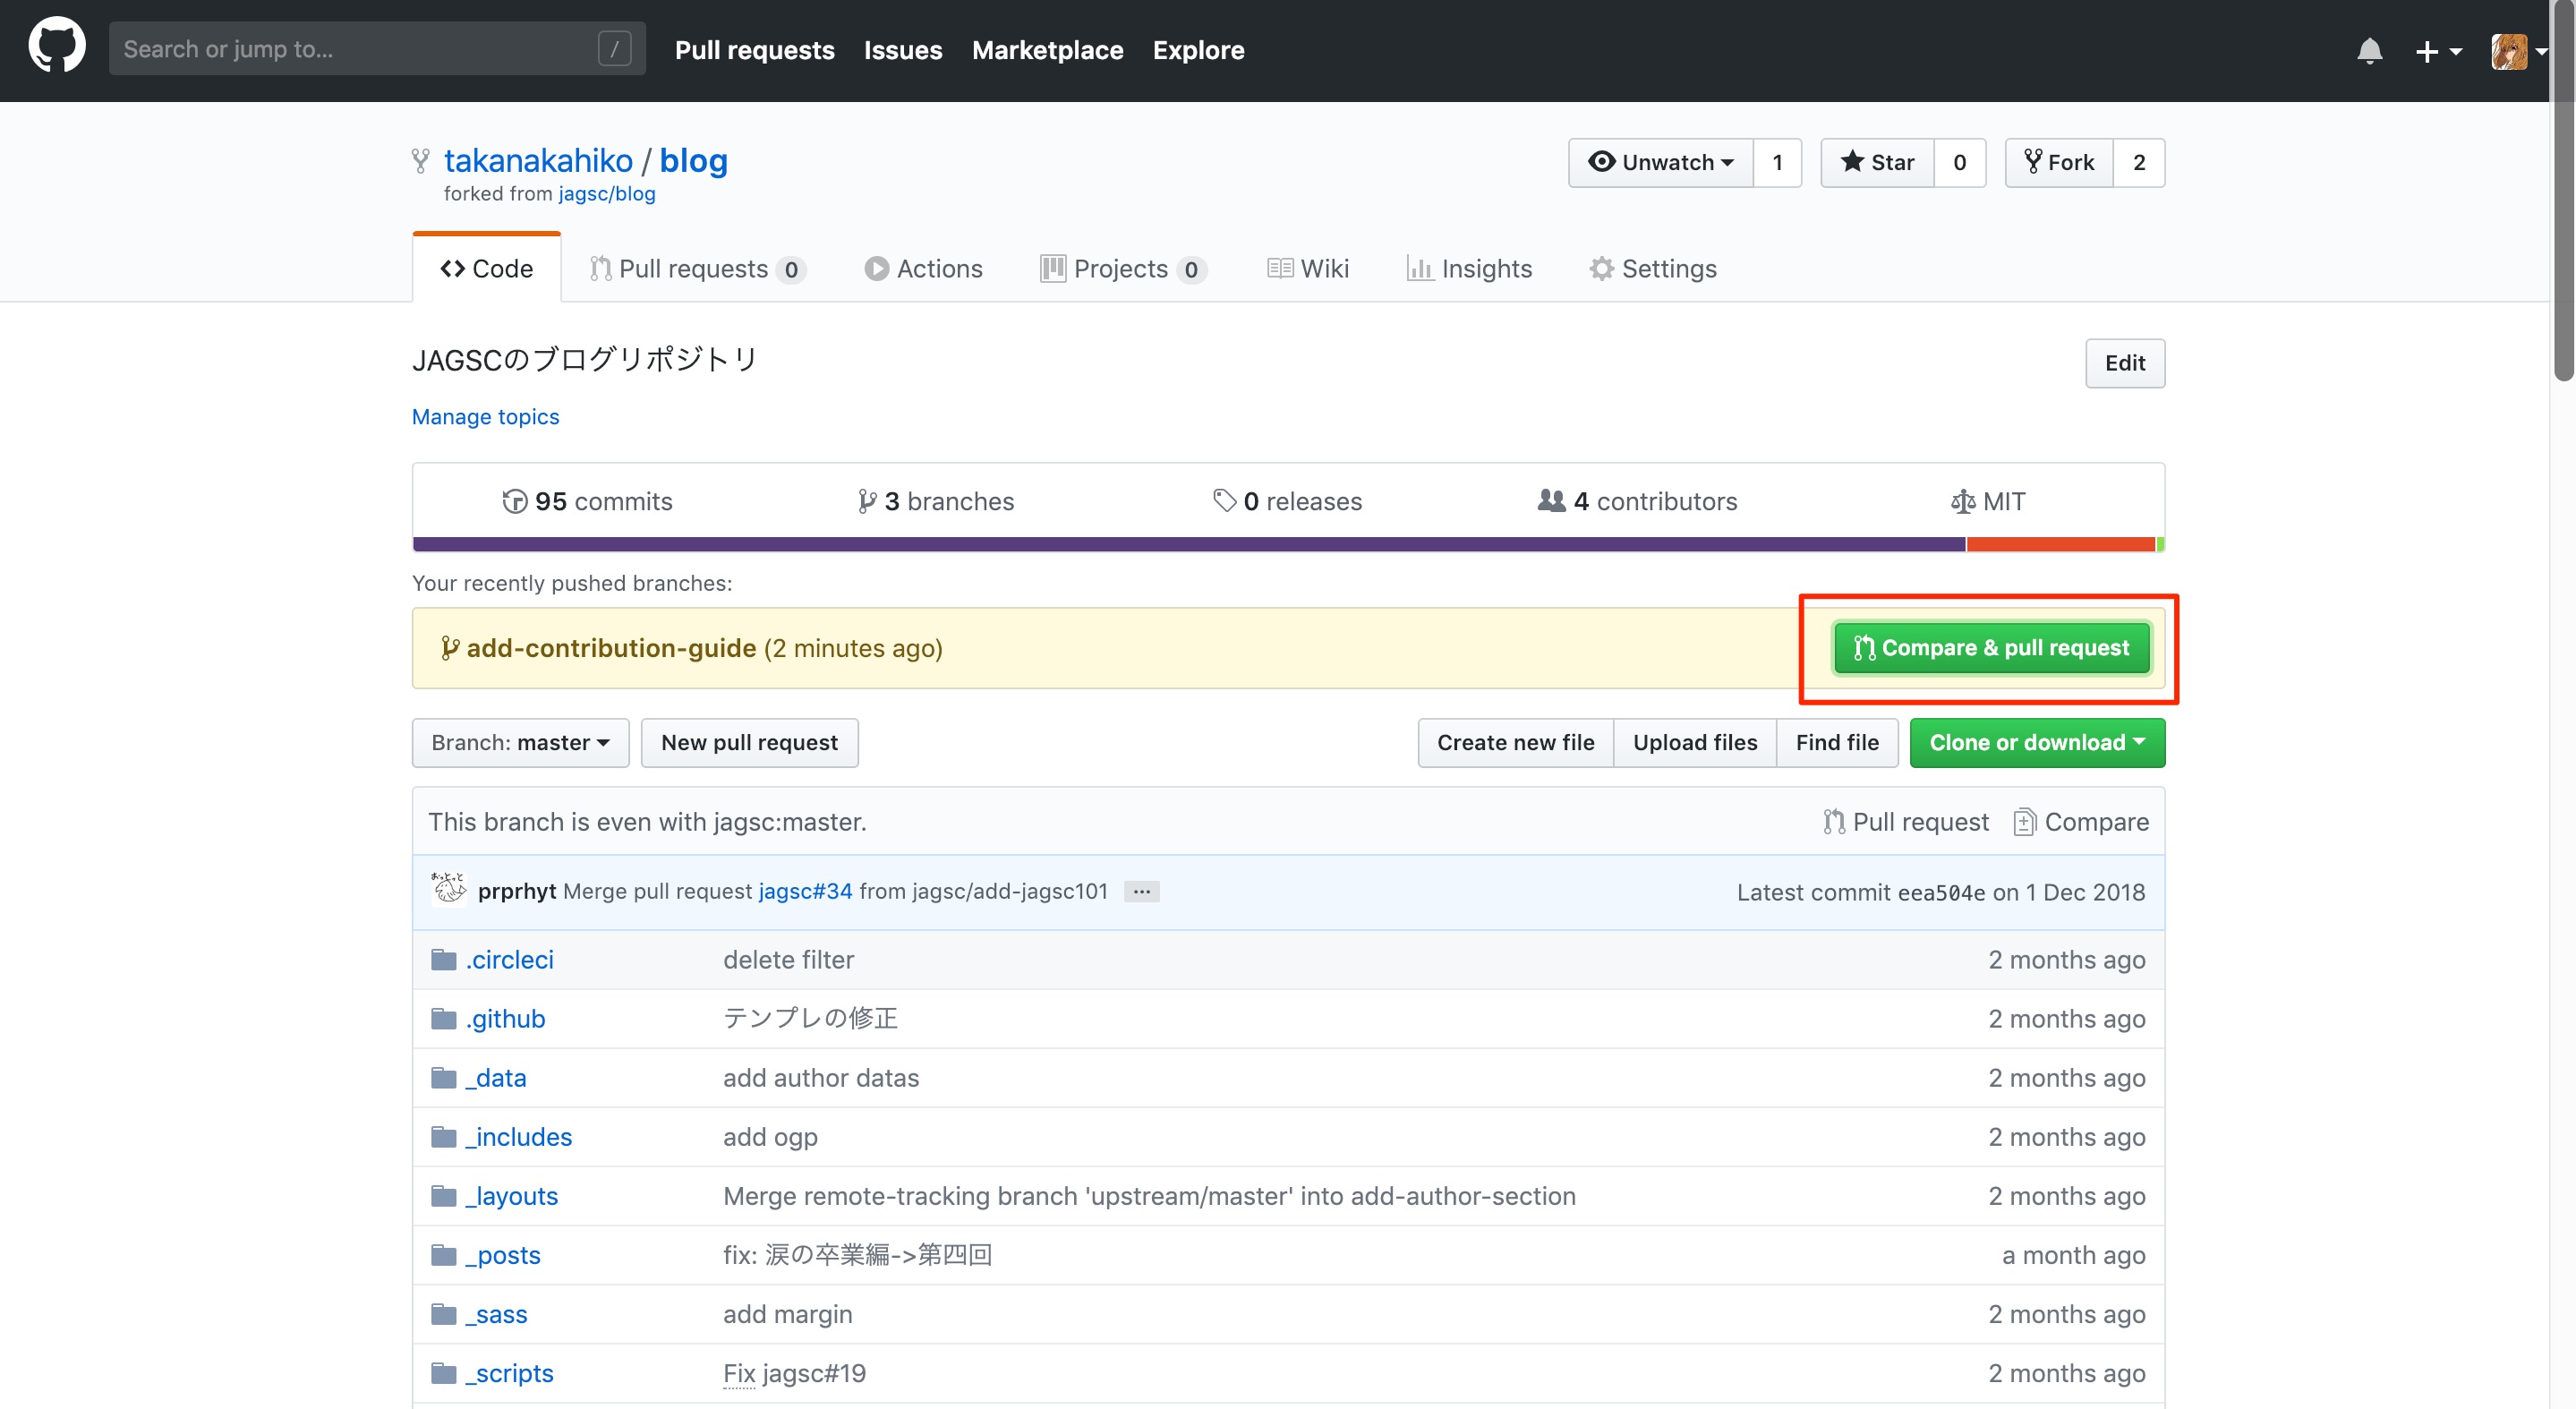 Search or jump to... / Pull requests Issues Marketplace Explore
takanakahiko / blog Unwatch 1 Star 0 Fork 2
forked from jagsc/blog
Code Pull requests 0 Actions Projects 0 Wiki Insights Settings
JAGSCのブログリポジトリ Edit
Manage topics
95 commits 3 branches 0 releases 4 contributors MIT
Your recently pushed branches:
add-contribution-guide (2 minutes ago) Compare & pull request
Branch: master New pull request Create new file Upload files Find file Clone or download
This branch is even with jagsc:master. Pull request Compare
prprhyt Merge pull request jagsc#34 from jagsc/add-jagsc101 ... Latest commit eea504e on 1 Dec 2018
.circleci delete filter 2 months ago
.github テンプレの修正 2 months ago
_data add author datas 2 months ago
_includes add ogp 2 months ago
_layouts Merge remote-tracking branch 'upstream/master' into add-author-section 2 months ago
_posts fix: 涙の卒業編->第四回 a month ago
_sass add margin 2 months ago
_scripts Fix jagsc#19 2 months ago